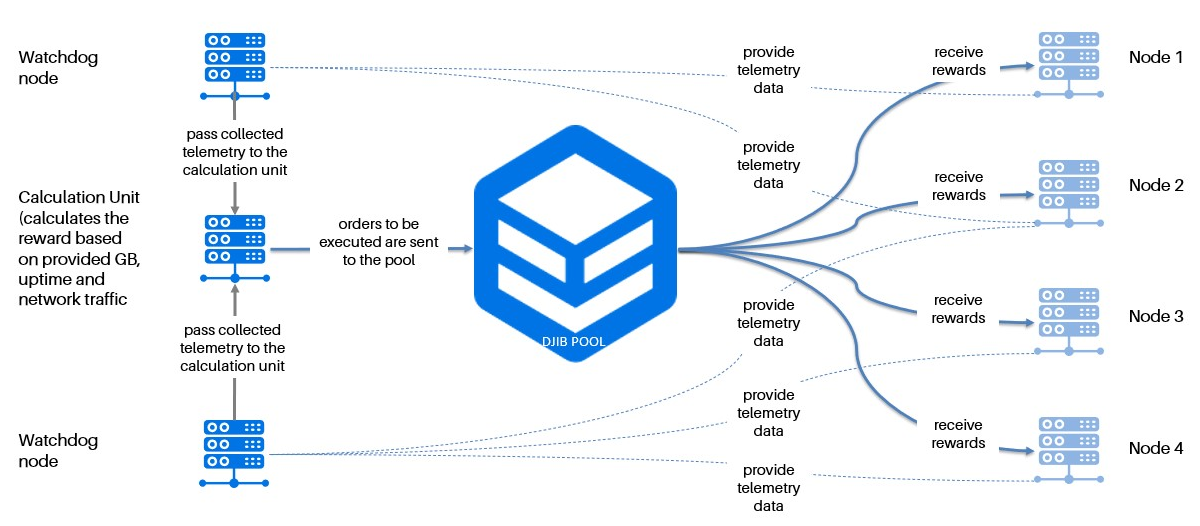 Watchdog
node
pass collected
telemetry to the
calculation unit
Calculation Unit
(calculates the
reward based
on provided GB,
uptime and
network traffic
pass collected
telemetry to the
calculation unit
Watchdog
node
orders to be
executed are sent
to the pool
DJIB POOL
provide
telemetry
data
provide
telemetry
data
provide
telemetry
data
provide
telemetry
data
provide
telemetry
data
receive
rewards
Node 1
receive
rewards
Node 2
receive
rewards
Node 3
receive
rewards
Node 4